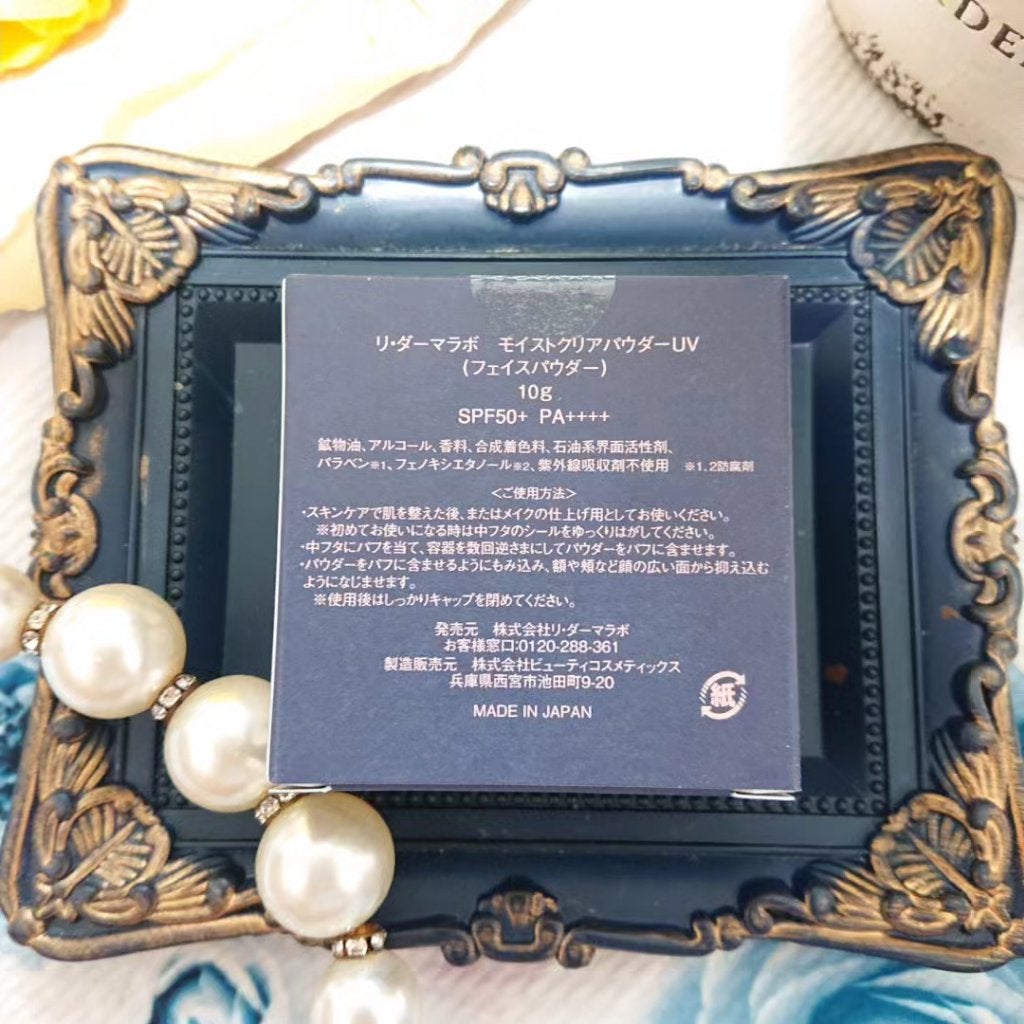 DE
リ・ダーマラボ　モイストクリアパウダーUV
(フェイスパウダー)
10g
SPF50+ PA++++
鉱物油、アルコール、香料、合成着色料、石油系界面活性剤、
パラベン※1、フェノキシエタノール※2、紫外線吸収剤不使用　※1、2防腐剤
＜ご使用方法＞
・スキンケアで肌を整えた後、またはメイクの仕上げ用としてお使いください。
※初めてお使いになる時は中フタのシールをゆっくりはがしてください。
・中フタにパフを当て、容器を数回逆さまにしてパウダーをパフに含ませます。
・パウダーをパフに含ませるようにもみ込み、額や頬など顔の広い面から抑え込む
ようになじませます。
※使用後はしっかりキャップを閉めてください。
発売元　株式会社リ・ダーマラボ
お客様窓口:0120-288-361
製造販売元　株式会社ビューティコスメティックス
兵庫県西宮市池田町9-20
紙
MADE IN JAPAN